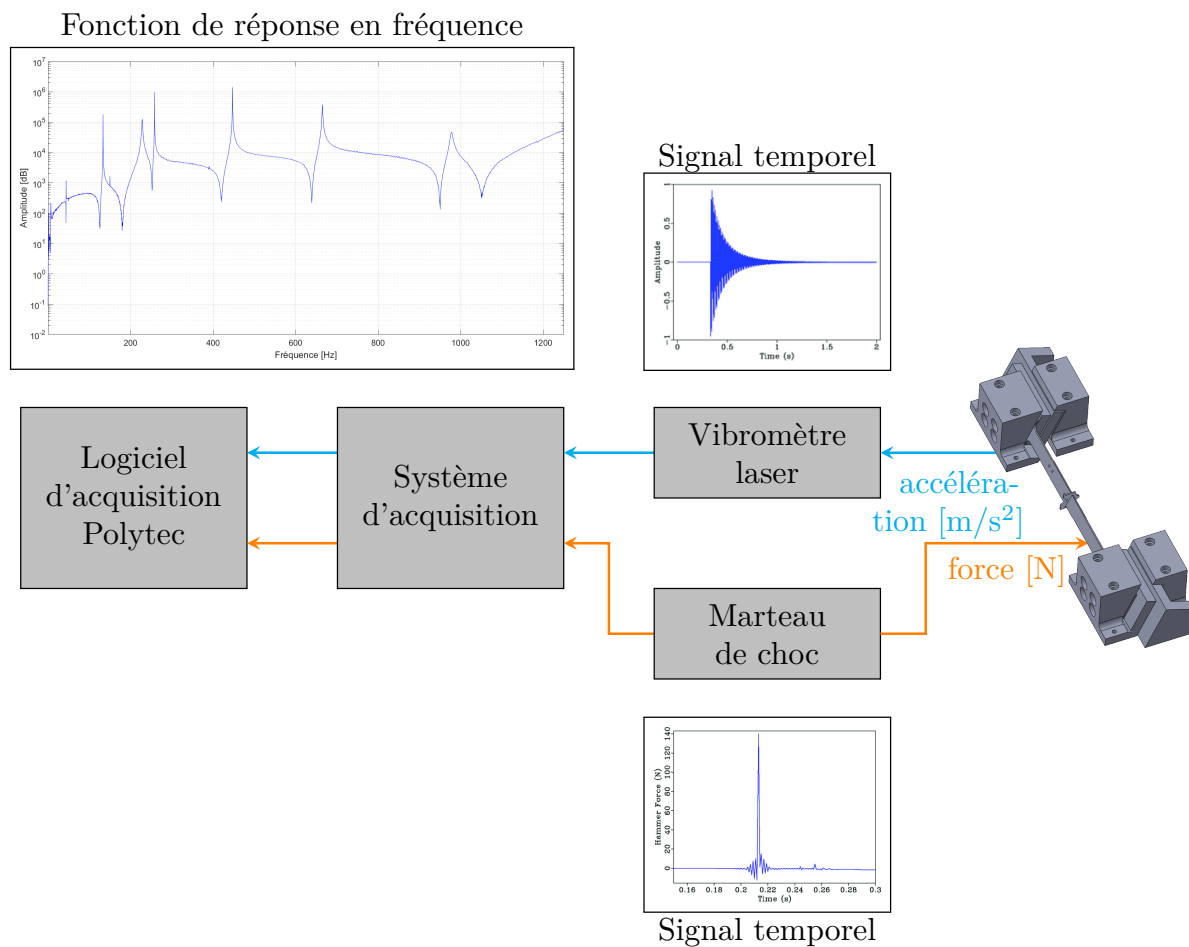 Fonction de réponse en fréquence
10^7
10^6
10^5
10^4
10^3
10^2
10^1
10^0
10^-1
10^-2
Amplitude [dB]
200 400 600 800 1000 1200
Fréquence [Hz]
Signal temporel
1
0.5
0
−0.5
−1
Amplitude
0 0.5 1 1.5 2
Time (s)
Logiciel
d'acquisition
Polytec
Système
d'acquisition
Vibromètre
laser
accéléra-
tion [m/s²]
force [N]
Marteau
de choc
140
120
100
80
60
40
20
0
Hammer Force (N)
0.16 0.18 0.2 0.22 0.24 0.26 0.28 0.3
Time (s)
Signal temporel